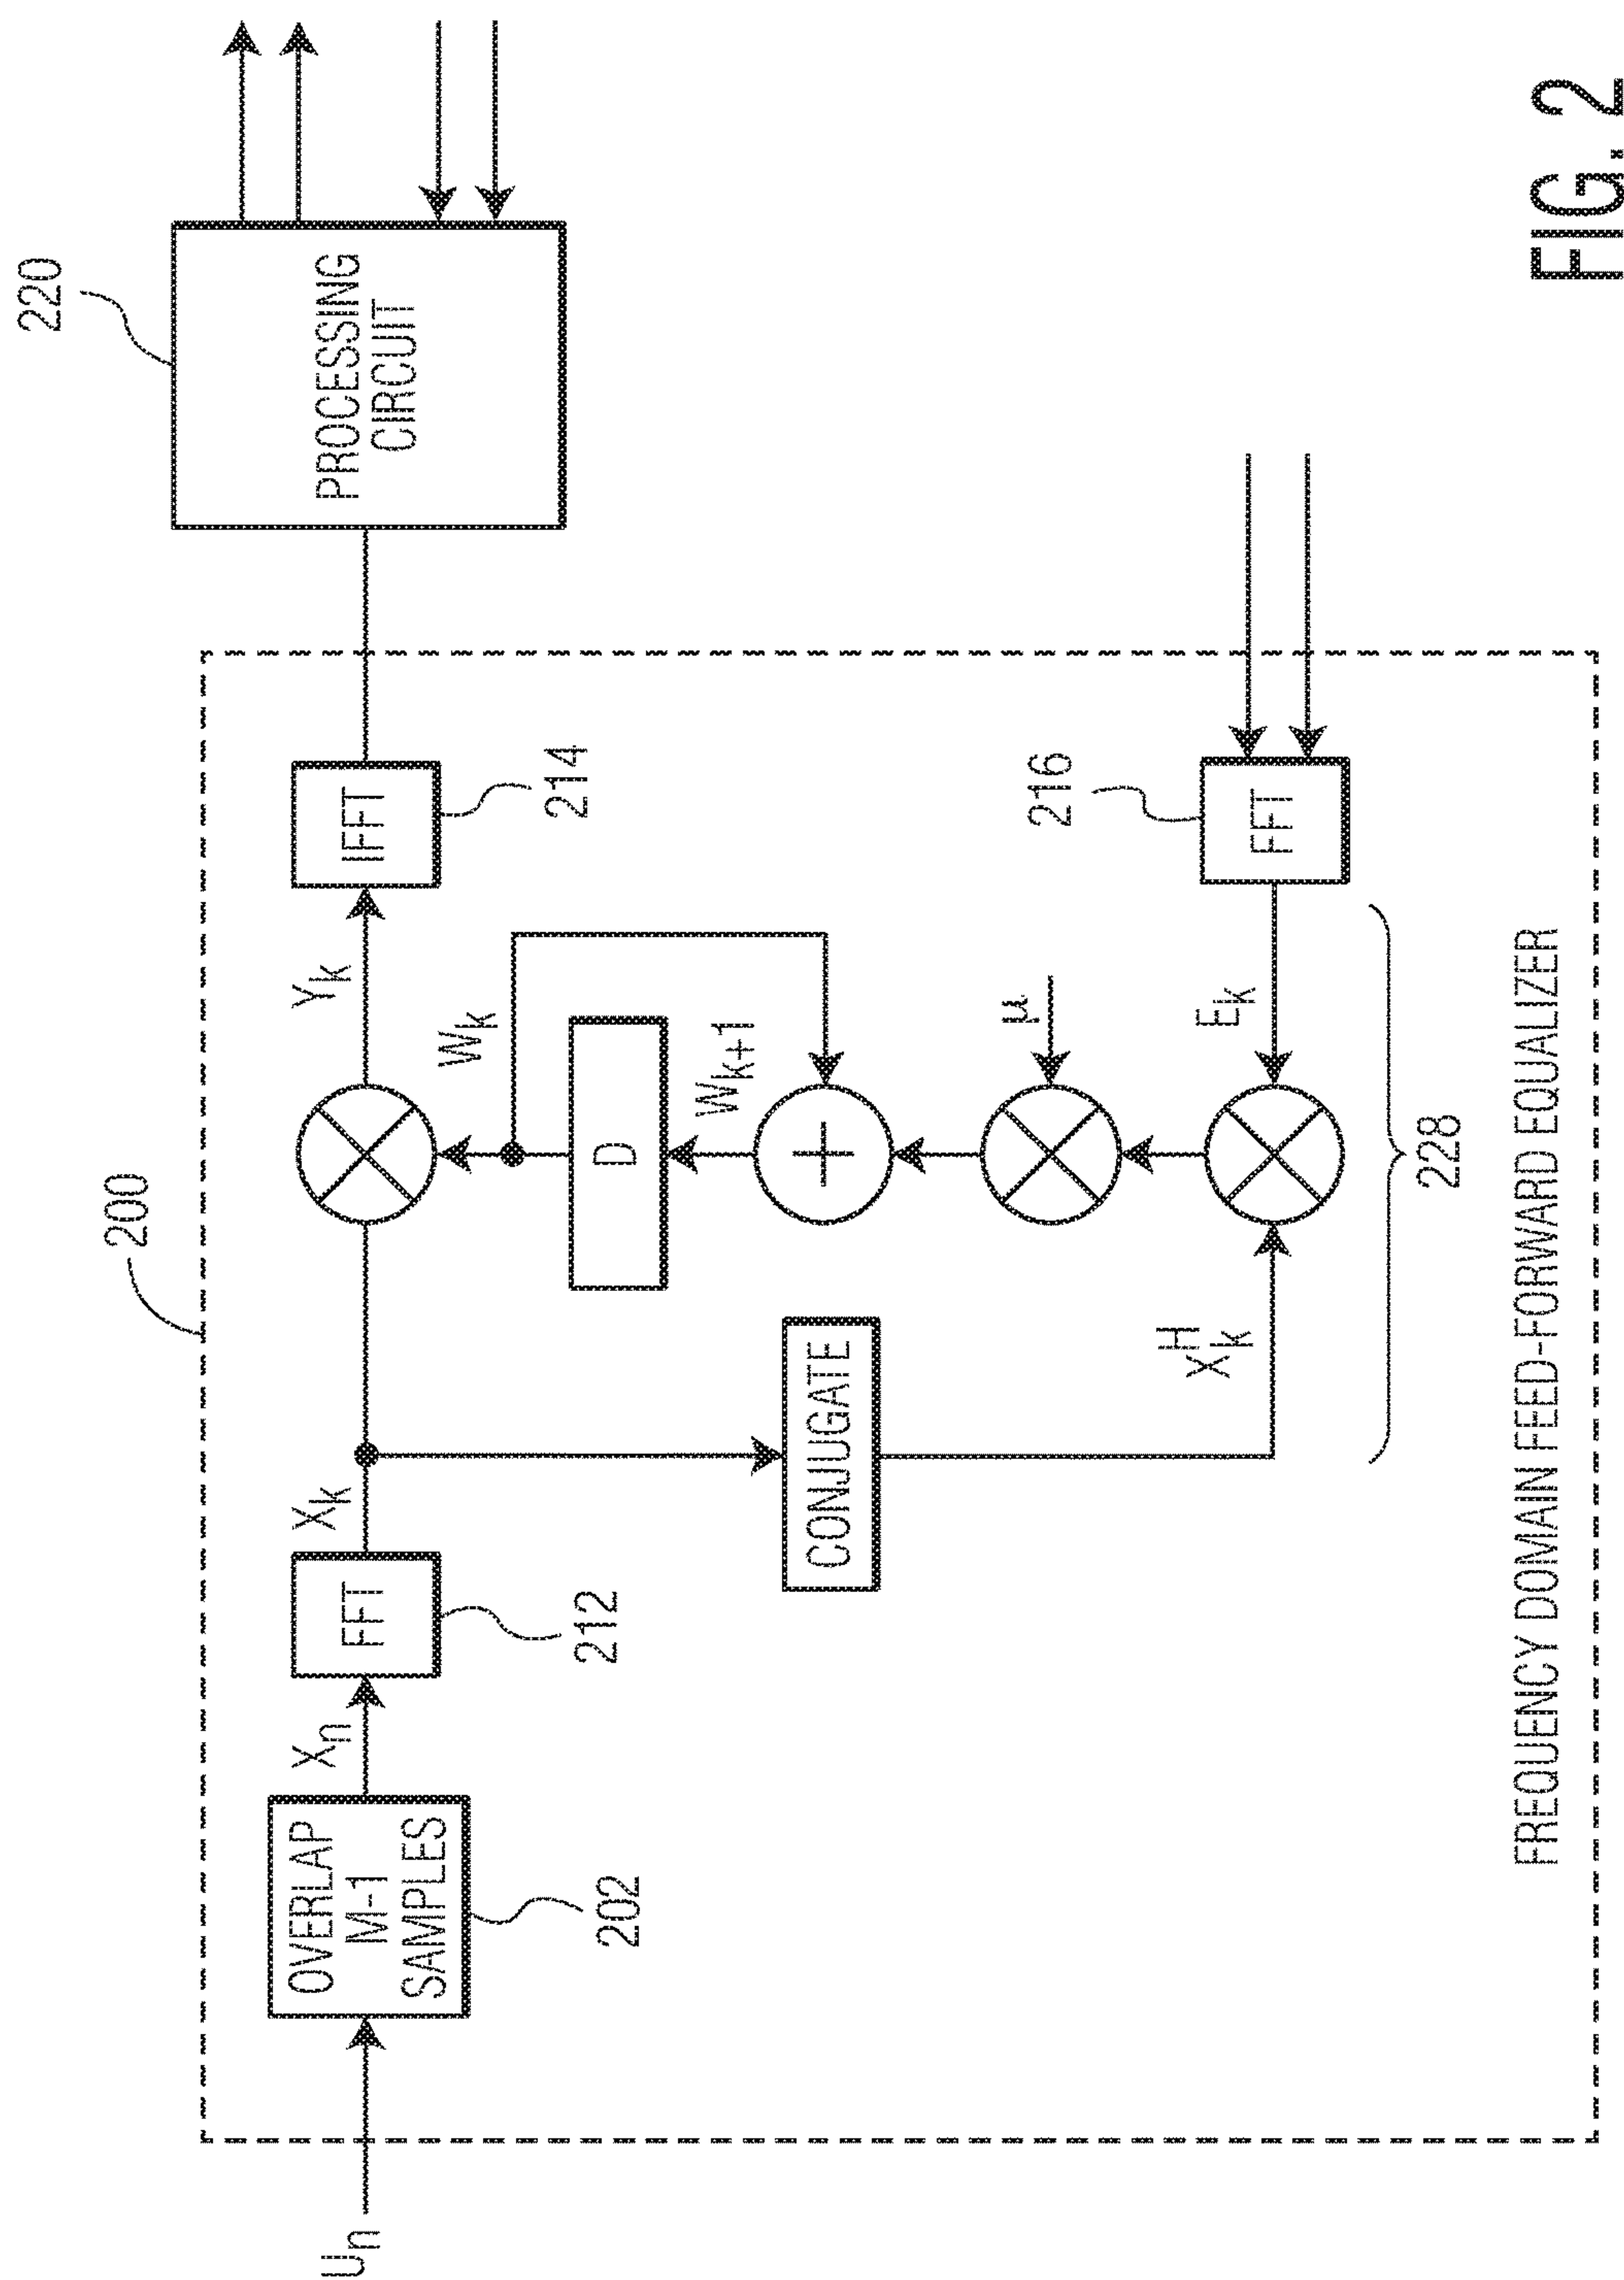 200
220
U_n
OVERLAP
M-1
SAMPLES
202
X_n
FFT
212
X_k
Y_k
IFFT
214
PROCESSING
CIRCUIT
W_k
D
W_{k+1}
+
CONJUGATE
μ
X_k^H
E_k
FFT
216
228
FREQUENCY DOMAIN FEED-FORWARD EQUALIZER
FIG. 2